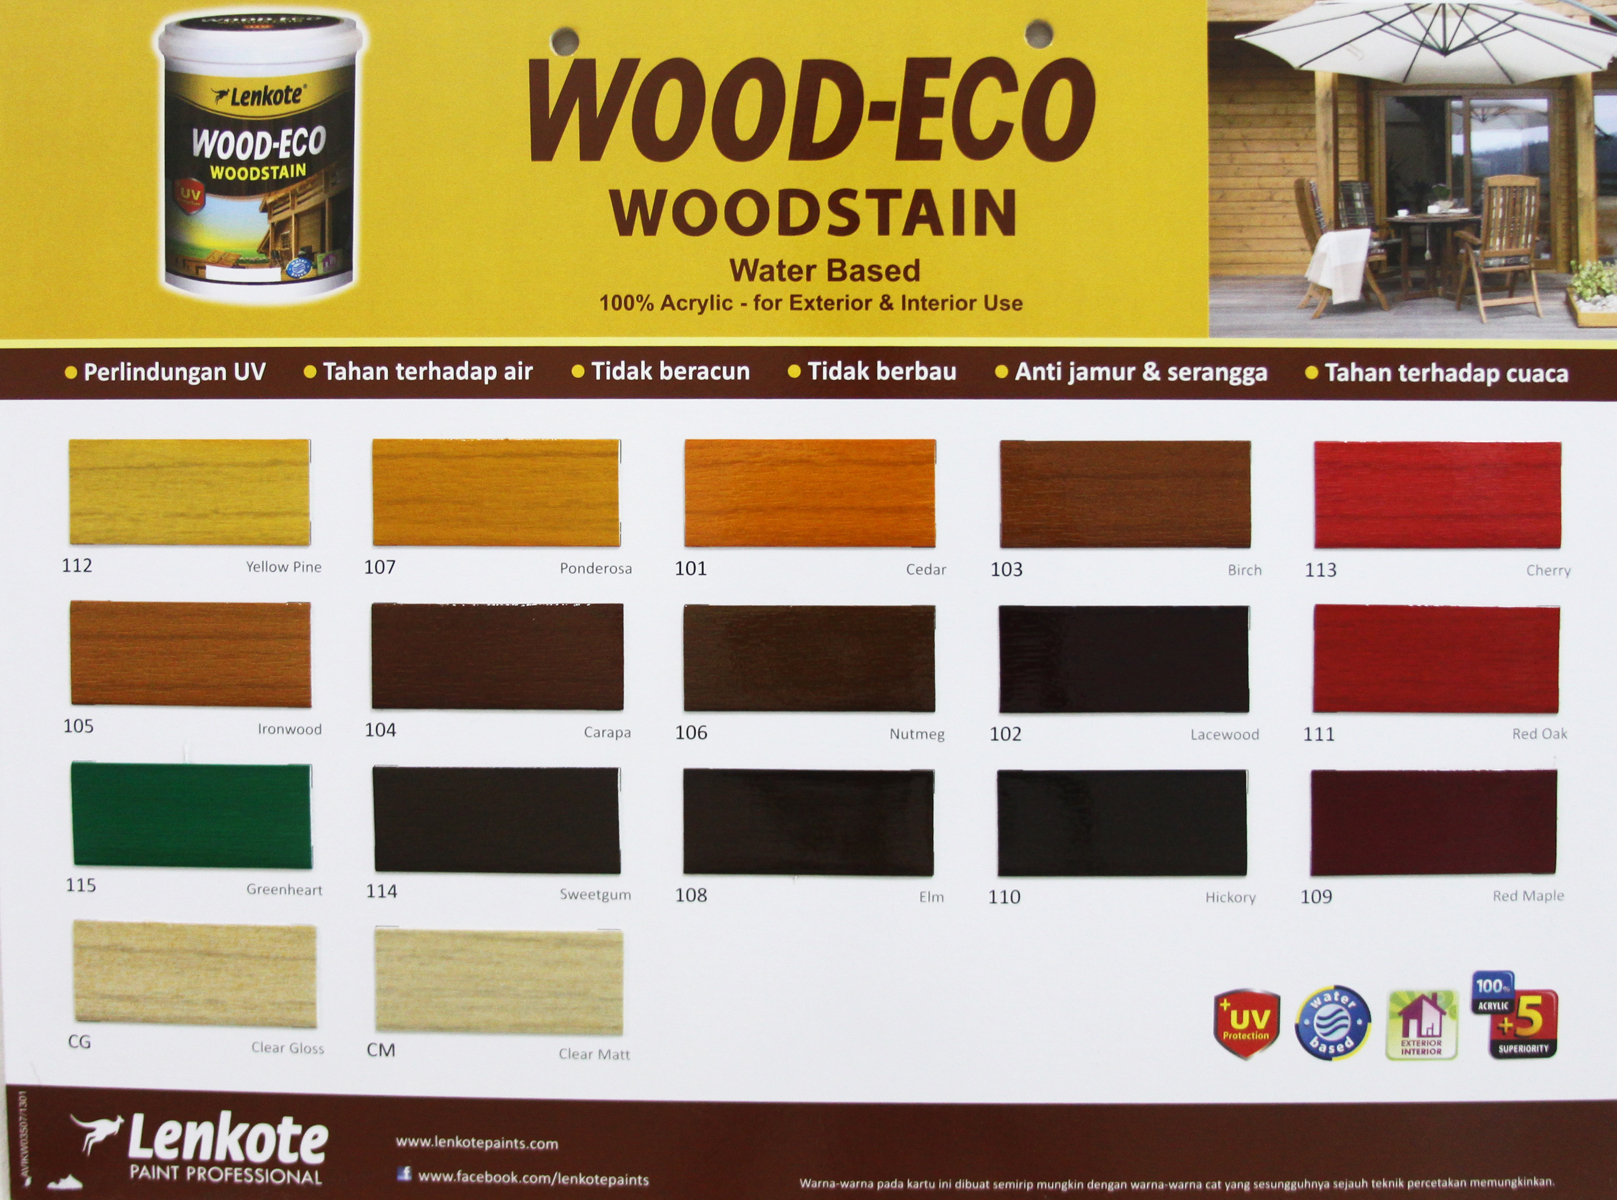 Lenkote®
WOOD-ECO
WOODSTAIN
UV
WOOD-ECO
WOODSTAIN
Water Based
100% Acrylic - for Exterior & Interior Use
• Perlindungan UV • Tahan terhadap air • Tidak beracun • Tidak berbau • Anti jamur & serangga • Tahan terhadap cuaca
112 Yellow Pine 107 Ponderosa 101 Cedar 103 Birch 113 Cherry
105 Ironwood 104 Carapa 106 Nutmeg 102 Lacewood 111 Red Oak
115 Greenheart 114 Sweetgum 108 Elm 110 Hickory 109 Red Maple
CG Clear Gloss CM Clear Matt
+UV
Protection
water
based
EXTERIOR
INTERIOR
100%
ACRYLIC
+5
SUPERIORITY
Lenkote
PAINT PROFESSIONAL
www.lenkotepaints.com
f www.facebook.com/lenkotepaints
Warna-warna pada kartu ini dibuat semirip mungkin dengan warna-warna cat yang sesungguhnya sejauh teknik percetakan memungkinkan.